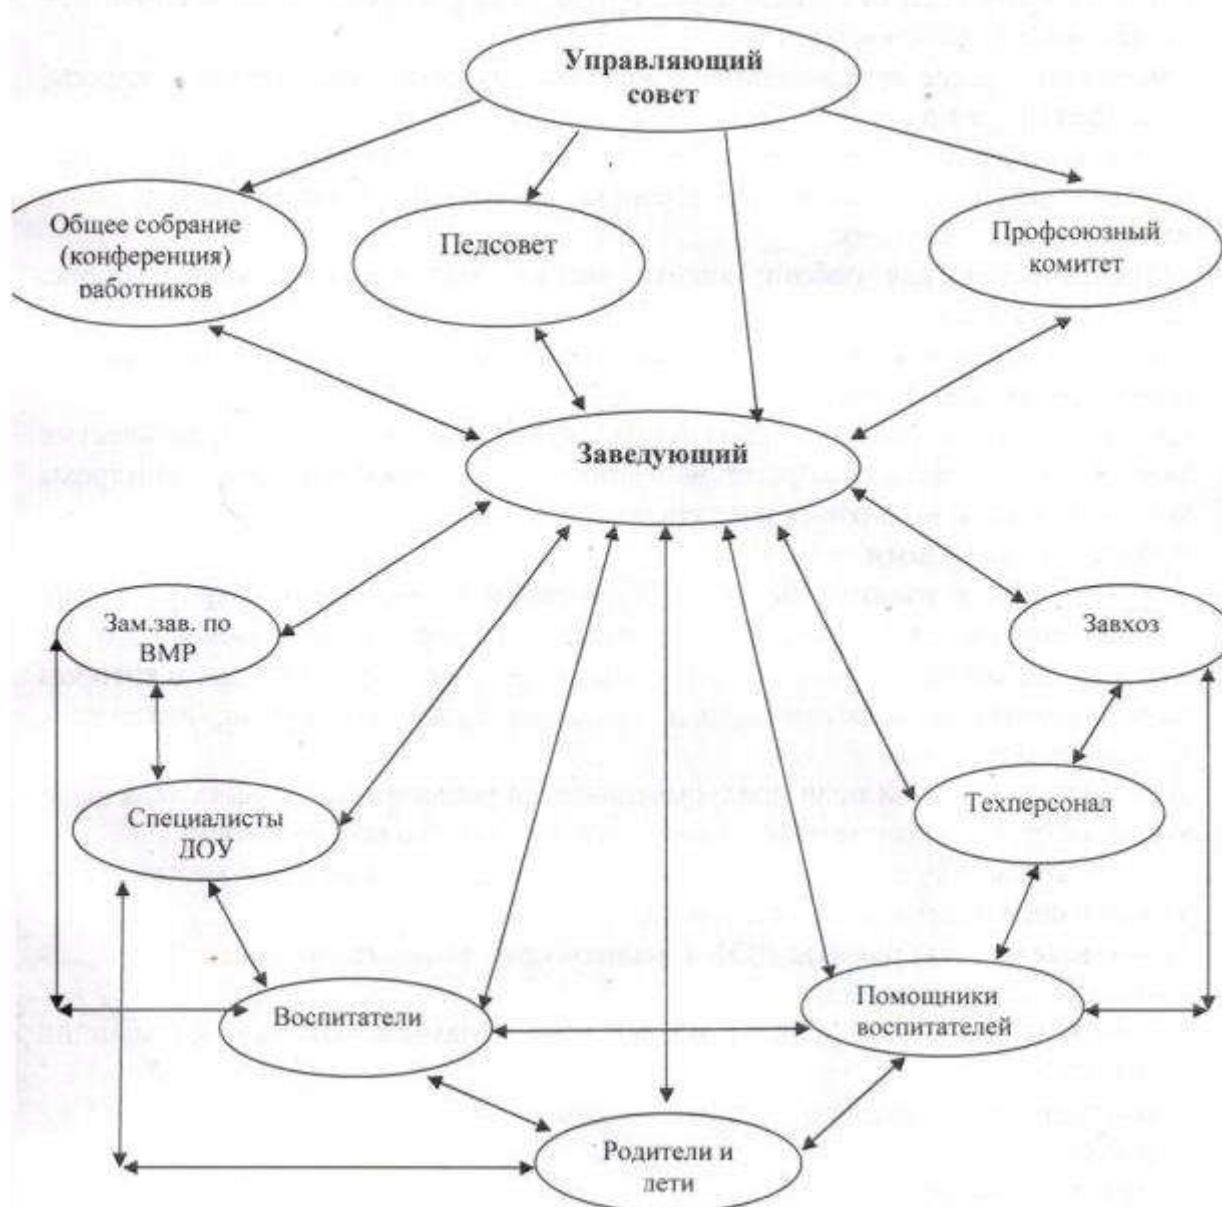 Управляющий
совет
Общее собрание
(конференция)
работников
Педсовет
Профсоюзный
комитет
Заведующий
Зам.зав. по
ВМР
Завхоз
Специалисты
ДОУ
Техперсонал
Воспитатели
Помощники
воспитателей
Родители и
дети